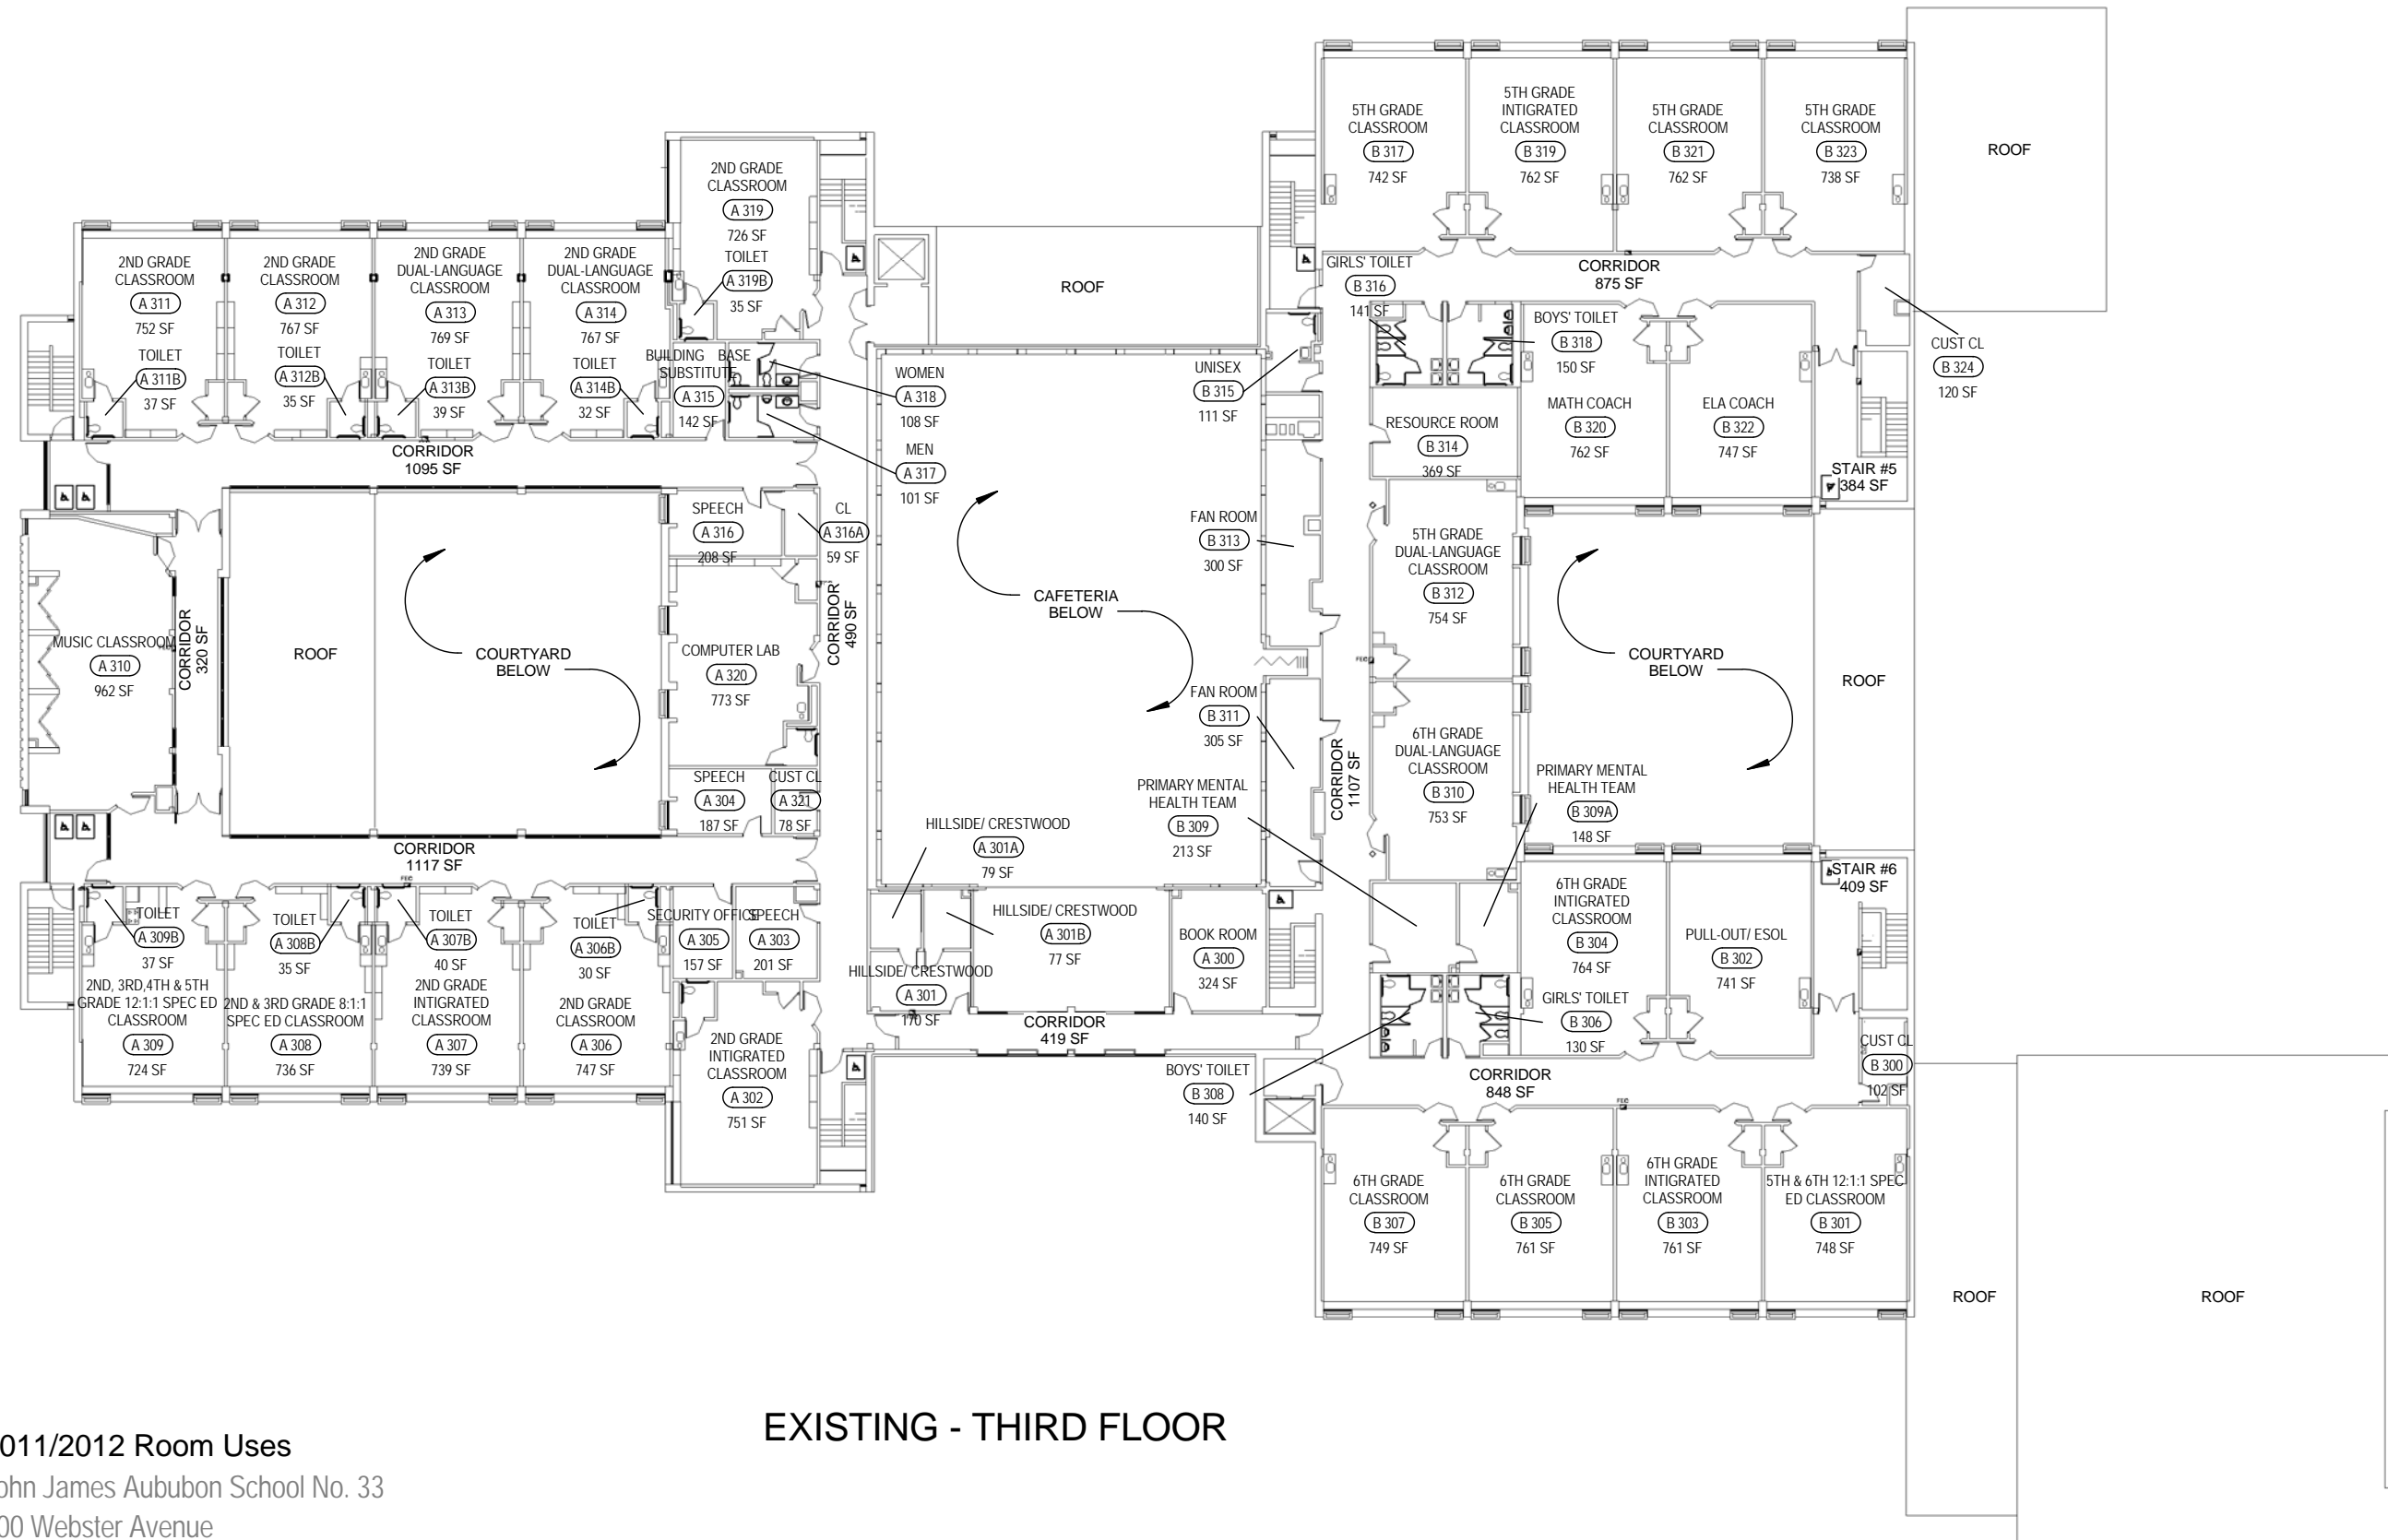 5TH GRADE
CLASSROOM
B 317
742 SF
5TH GRADE
INTIGRATED
CLASSROOM
B 319
762 SF
5TH GRADE
CLASSROOM
B 321
762 SF
5TH GRADE
CLASSROOM
B 323
738 SF
ROOF
2ND GRADE
CLASSROOM
A 319
726 SF
TOILET
A 319B
35 SF
2ND GRADE
CLASSROOM
A 311
752 SF
TOILET
A 311B
37 SF
2ND GRADE
CLASSROOM
A 312
767 SF
TOILET
A 312B
35 SF
2ND GRADE
DUAL-LANGUAGE
CLASSROOM
A 313
769 SF
TOILET
A 313B
39 SF
2ND GRADE
DUAL-LANGUAGE
CLASSROOM
A 314
767 SF
TOILET
A 314B
32 SF
BUILDING BASE
SUBSTITUTE
A 315
142 SF
ROOF
GIRLS' TOILET
B 316
141 SF
CORRIDOR
875 SF
BOYS' TOILET
B 318
150 SF
CUST CL
B 324
120 SF
WOMEN
A 318
108 SF
MEN
A 317
101 SF
UNISEX
B 315
111 SF
RESOURCE ROOM
B 314
369 SF
MATH COACH
B 320
762 SF
ELA COACH
B 322
747 SF
STAIR #5
384 SF
CORRIDOR
1095 SF
SPEECH
A 316
208 SF
CL
A 316A
59 SF
FAN ROOM
B 313
300 SF
5TH GRADE
DUAL-LANGUAGE
CLASSROOM
B 312
754 SF
MUSIC CLASSROOM
A 310
962 SF
CORRIDOR
320 SF
ROOF
COURTYARD
BELOW
COMPUTER LAB
A 320
773 SF
CORRIDOR
490 SF
CAFETERIA
BELOW
FEC
COURTYARD
BELOW
ROOF
FAN ROOM
B 311
305 SF
CORRIDOR
1107 SF
6TH GRADE
DUAL-LANGUAGE
CLASSROOM
B 310
753 SF
PRIMARY MENTAL
HEALTH TEAM
B 309
213 SF
PRIMARY MENTAL
HEALTH TEAM
B 309A
148 SF
SPEECH
A 304
187 SF
CUST CL
A 321
78 SF
HILLSIDE/ CRESTWOOD
A 301A
79 SF
CORRIDOR
1117 SF
FEC
STAIR #6
409 SF
TOILET
A 309B
37 SF
2ND, 3RD,4TH & 5TH
GRADE 12:1:1 SPEC ED
CLASSROOM
A 309
724 SF
TOILET
A 308B
35 SF
2ND & 3RD GRADE 8:1:1
SPEC ED CLASSROOM
A 308
736 SF
TOILET
A 307B
40 SF
2ND GRADE
INTIGRATED
CLASSROOM
A 307
739 SF
TOILET
A 306B
30 SF
2ND GRADE
CLASSROOM
A 306
747 SF
SECURITY OFFICE
A 305
157 SF
SPEECH
A 303
201 SF
2ND GRADE
INTIGRATED
CLASSROOM
A 302
751 SF
HILLSIDE/ CRESTWOOD
A 301
170 SF
HILLSIDE/ CRESTWOOD
A 301B
77 SF
BOOK ROOM
A 300
324 SF
CORRIDOR
419 SF
6TH GRADE
INTIGRATED
CLASSROOM
B 304
764 SF
GIRLS' TOILET
B 306
130 SF
PULL-OUT/ ESOL
B 302
741 SF
CUST CL
B 300
102 SF
BOYS' TOILET
B 308
140 SF
CORRIDOR
848 SF
FEC
6TH GRADE
CLASSROOM
B 307
749 SF
6TH GRADE
CLASSROOM
B 305
761 SF
6TH GRADE
INTIGRATED
CLASSROOM
B 303
761 SF
5TH & 6TH 12:1:1 SPEC
ED CLASSROOM
B 301
748 SF
ROOF
ROOF
EXISTING - THIRD FLOOR
011/2012 Room Uses
ohn James Aububon School No. 33
00 Webster Avenue